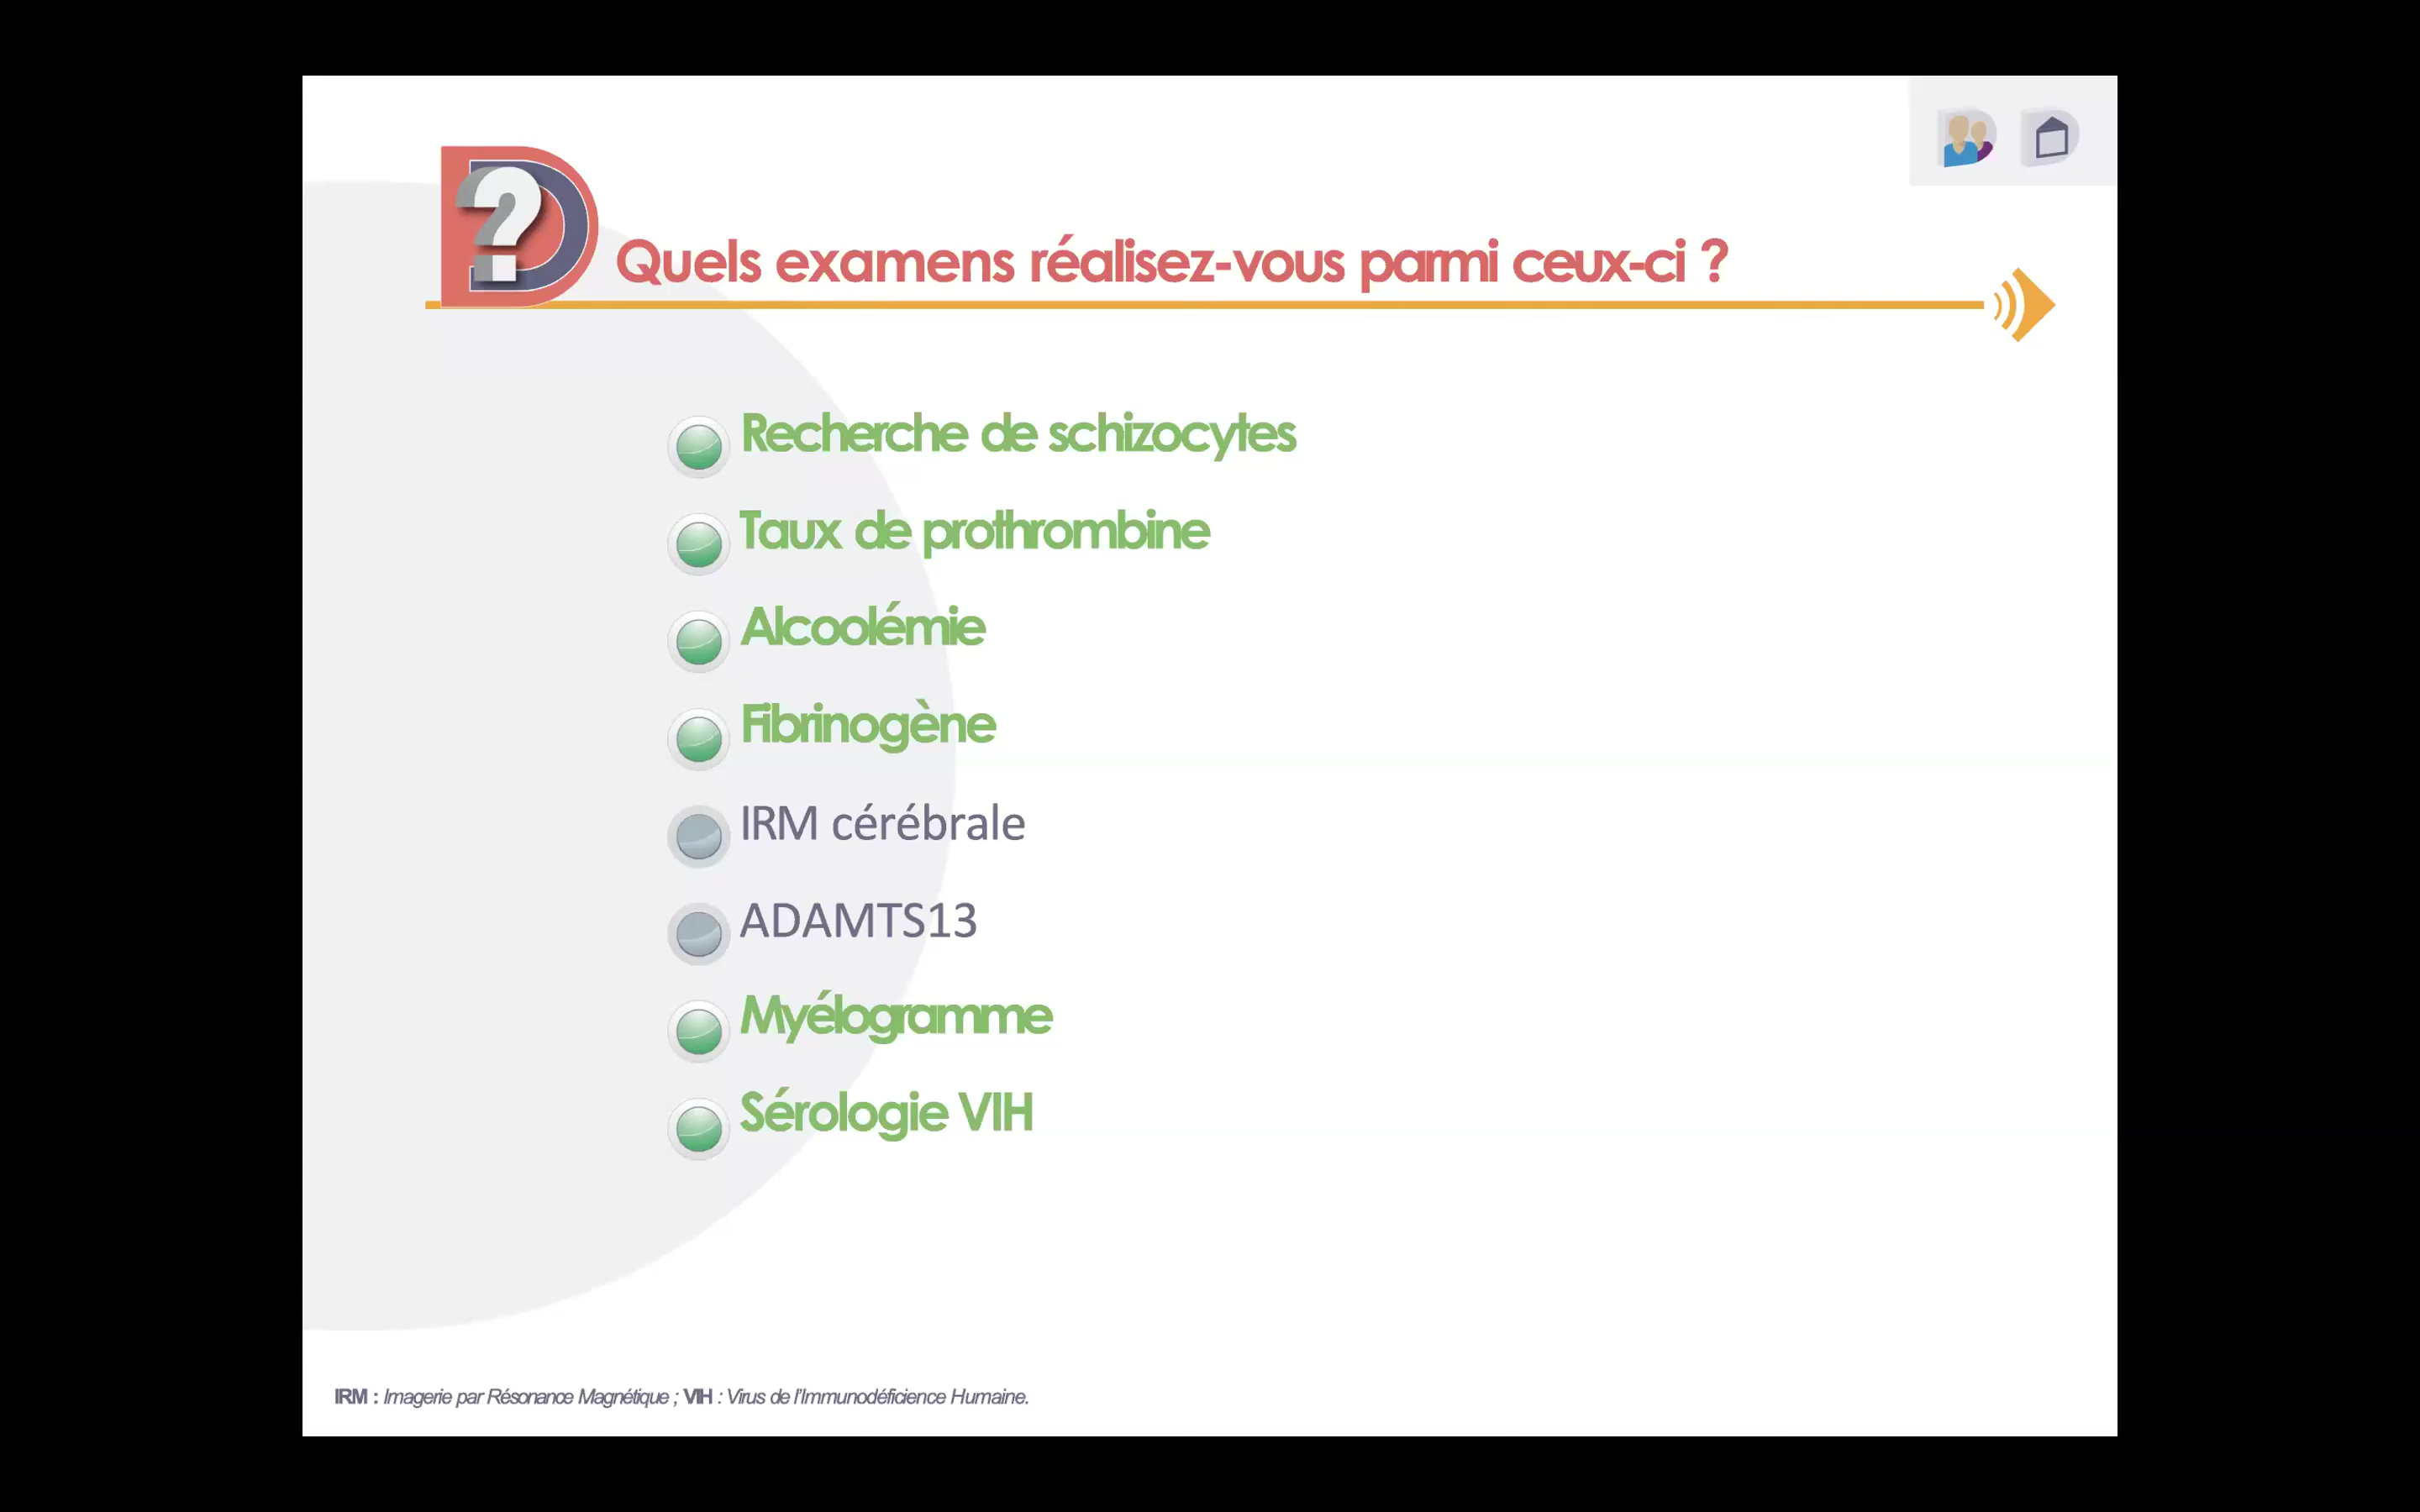 ?
Quels examens réalisez-vous parmi ceux-ci ?
Recherche de schizocytes
Taux de prothrombine
Alcoolémie
Fibrinogène
IRM cérébrale
ADAMTS13
Myélogramme
Sérologie VIH
IRM : Imagerie par Résonance Magnétique ; VIH : Virus de l'Immunodéficience Humaine.